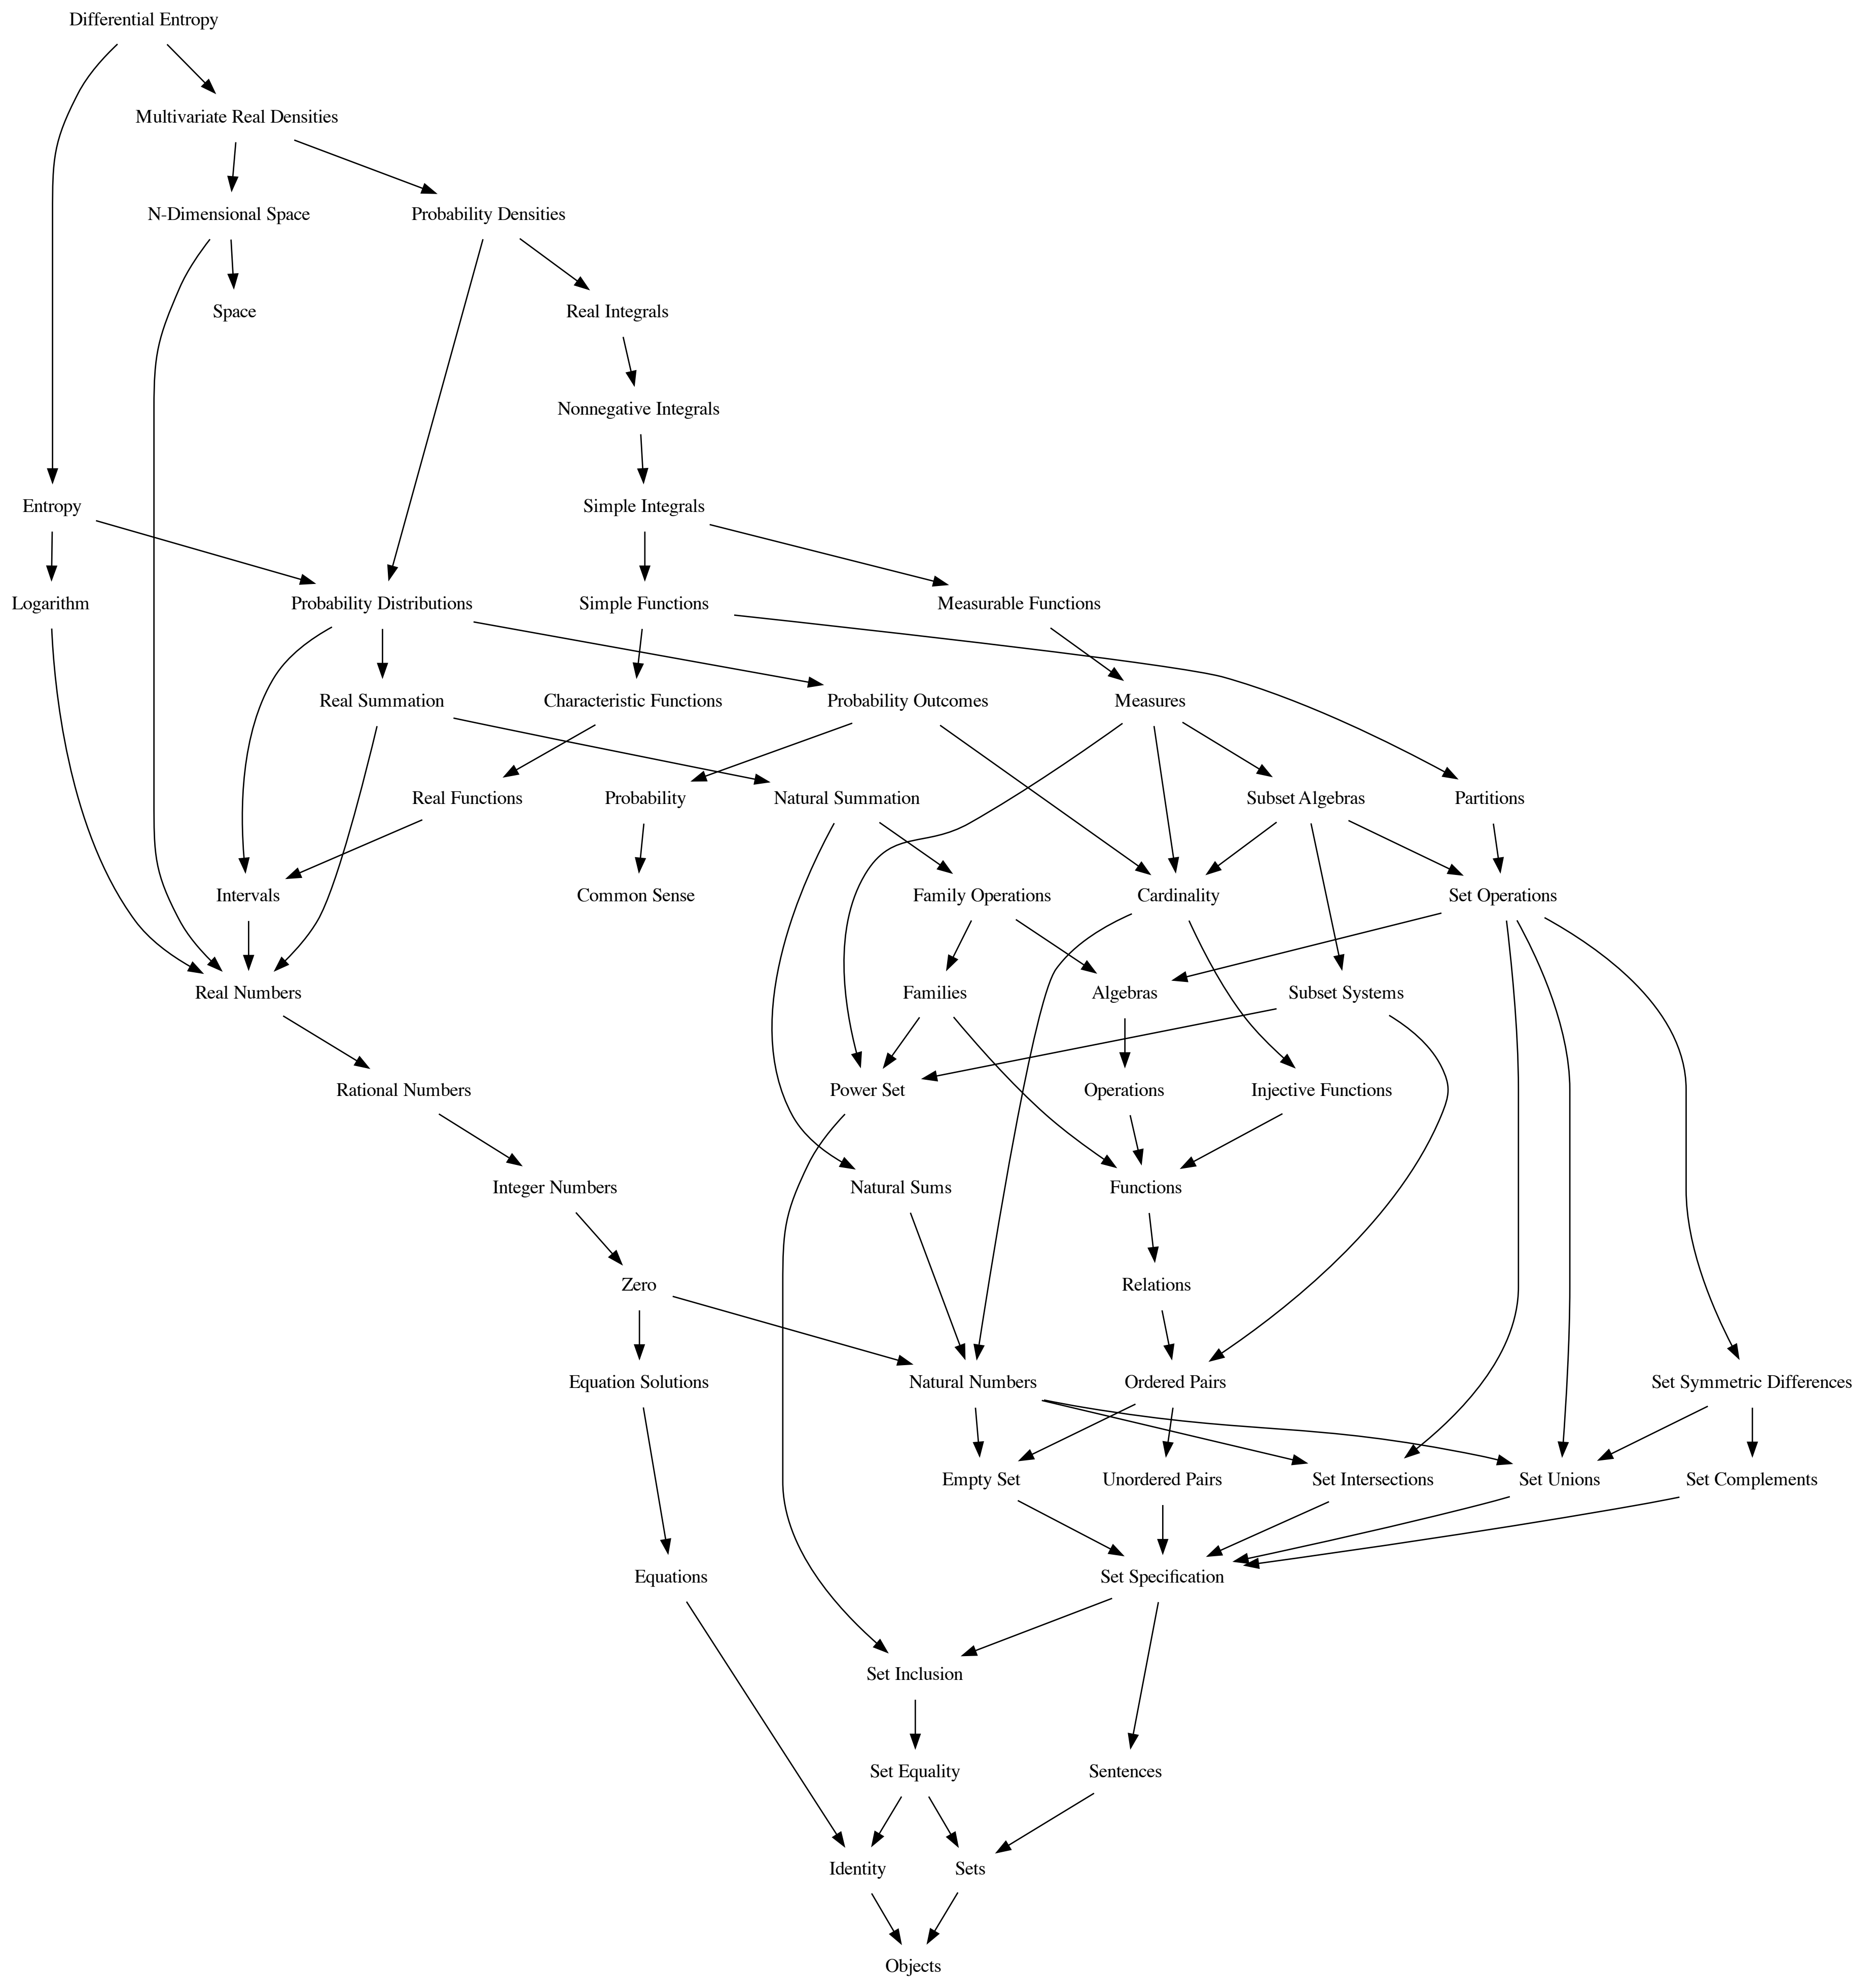 Differential Entropy
Multivariate Real Densities
N-Dimensional Space
Probability Densities
Space
Real Integrals
Nonnegative Integrals
Entropy
Simple Integrals
Logarithm
Probability Distributions
Simple Functions
Measurable Functions
Real Summation
Characteristic Functions
Probability Outcomes
Measures
Real Functions
Probability
Natural Summation
Subset Algebras
Partitions
Intervals
Common Sense
Family Operations
Cardinality
Set Operations
Real Numbers
Families
Algebras
Subset Systems
Rational Numbers
Power Set
Operations
Injective Functions
Integer Numbers
Natural Sums
Functions
Zero
Relations
Equation Solutions
Natural Numbers
Ordered Pairs
Set Symmetric Differences
Empty Set
Unordered Pairs
Set Intersections
Set Unions
Set Complements
Equations
Set Specification
Set Inclusion
Set Equality
Sentences
Identity
Sets
Objects